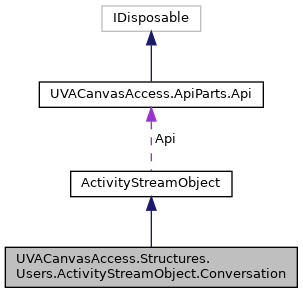 IDisposable
UVACanvasAccess.ApiParts.Api
Api
ActivityStreamObject
UVACanvasAccess.Structures.
Users.ActivityStreamObject.Conversation